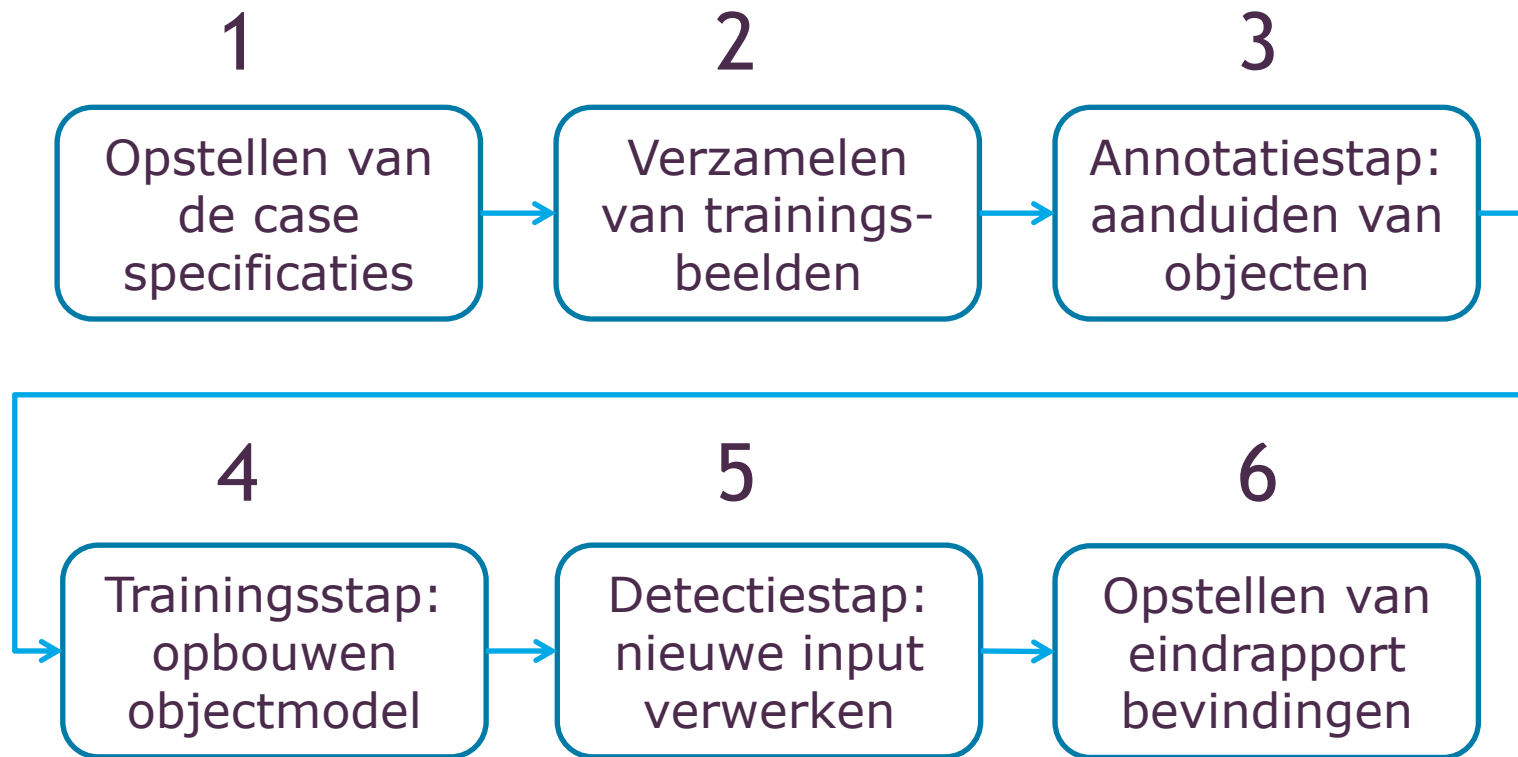 1
Opstellen van
de case
specificaties
2
Verzamelen
van trainings-
beelden
3
Annotatiestap:
aanduiden van
objecten
4
Trainingsstap:
opbouwen
objectmodel
5
Detectiestap:
nieuwe input
verwerken
6
Opstellen van
eindrapport
bevindingen